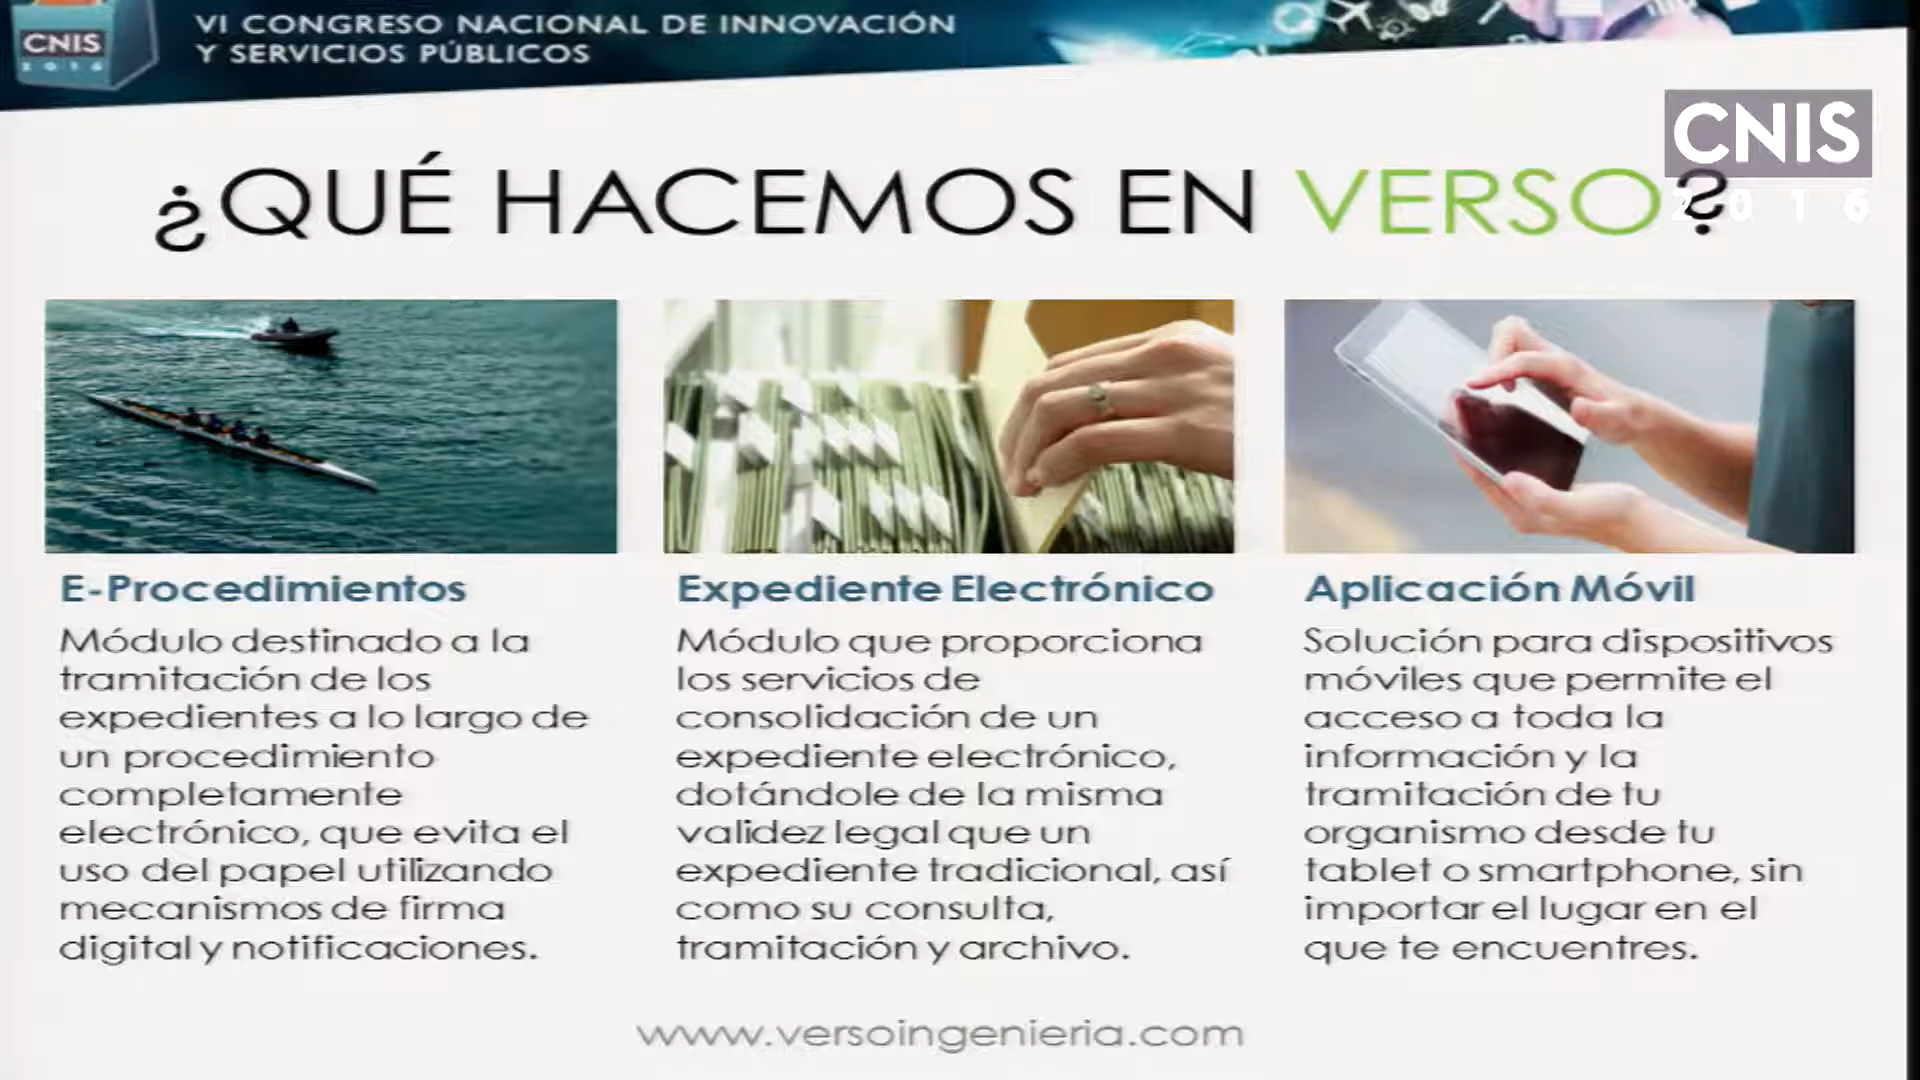 CNIS
2016
VI CONGRESO NACIONAL DE INNOVACIÓN
Y SERVICIOS PÚBLICOS
CNIS
2016
¿QUÉ HACEMOS EN VERSO?
E-Procedimientos
Módulo destinado a la
tramitación de los
expedientes a lo largo de
un procedimiento
completamente
electrónico, que evita el
uso del papel utilizando
mecanismos de firma
digital y notificaciones.
Expediente Electrónico
Módulo que proporciona
los servicios de
consolidación de un
expediente electrónico,
dotándole de la misma
validez legal que un
expediente tradicional, así
como su consulta,
tramitación y archivo.
Aplicación Móvil
Solución para dispositivos
móviles que permite el
acceso a toda la
información y la
tramitación de tu
organismo desde tu
tablet o smartphone, sin
importar el lugar en el
que te encuentres.
www.versoingenieria.com